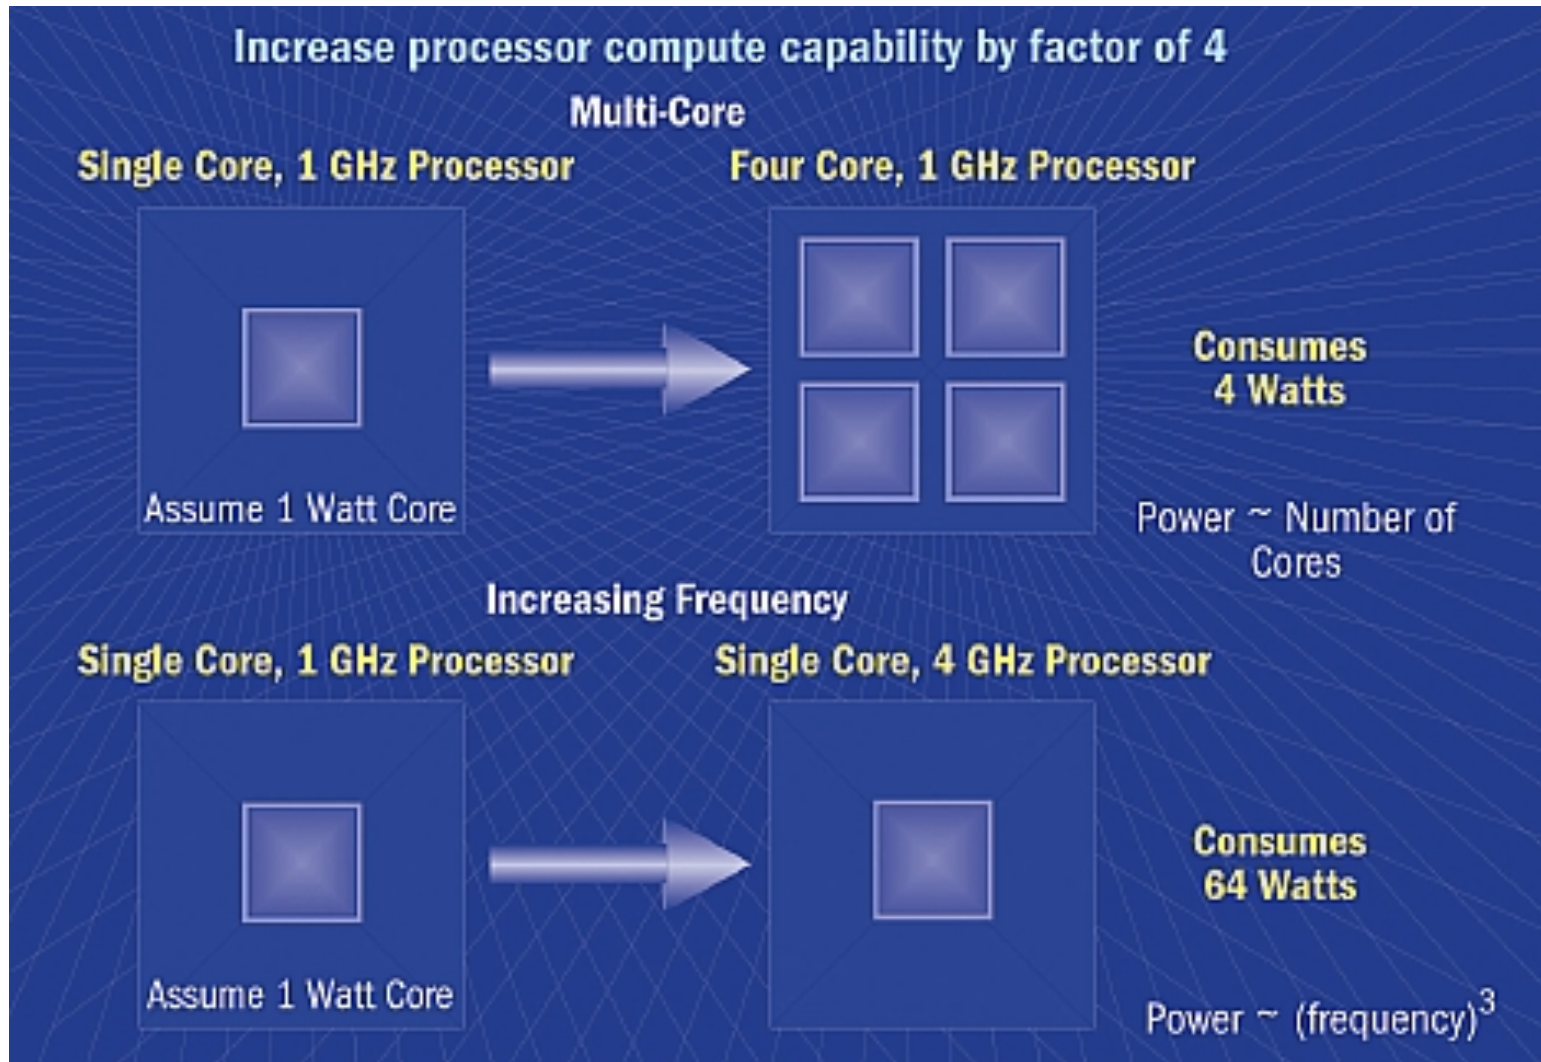 Increase processor compute capability by factor of 4
Multi-Core
Single Core, 1 GHz Processor
Four Core, 1 GHz Processor
Assume 1 Watt Core
Consumes
4 Watts
Power ~ Number of
Cores
Increasing Frequency
Single Core, 1 GHz Processor
Single Core, 4 GHz Processor
Assume 1 Watt Core
Consumes
64 Watts
Power ~ (frequency)³